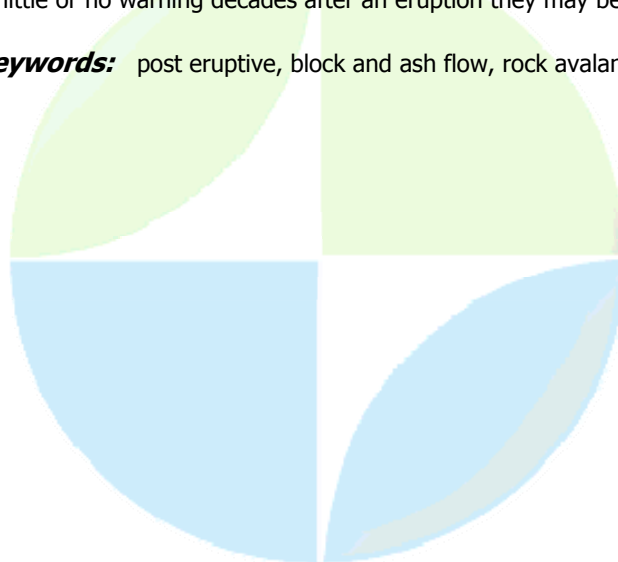 little or no warning decades after an eruption they may be
eywords: post eruptive, block and ash flow, rock avalan